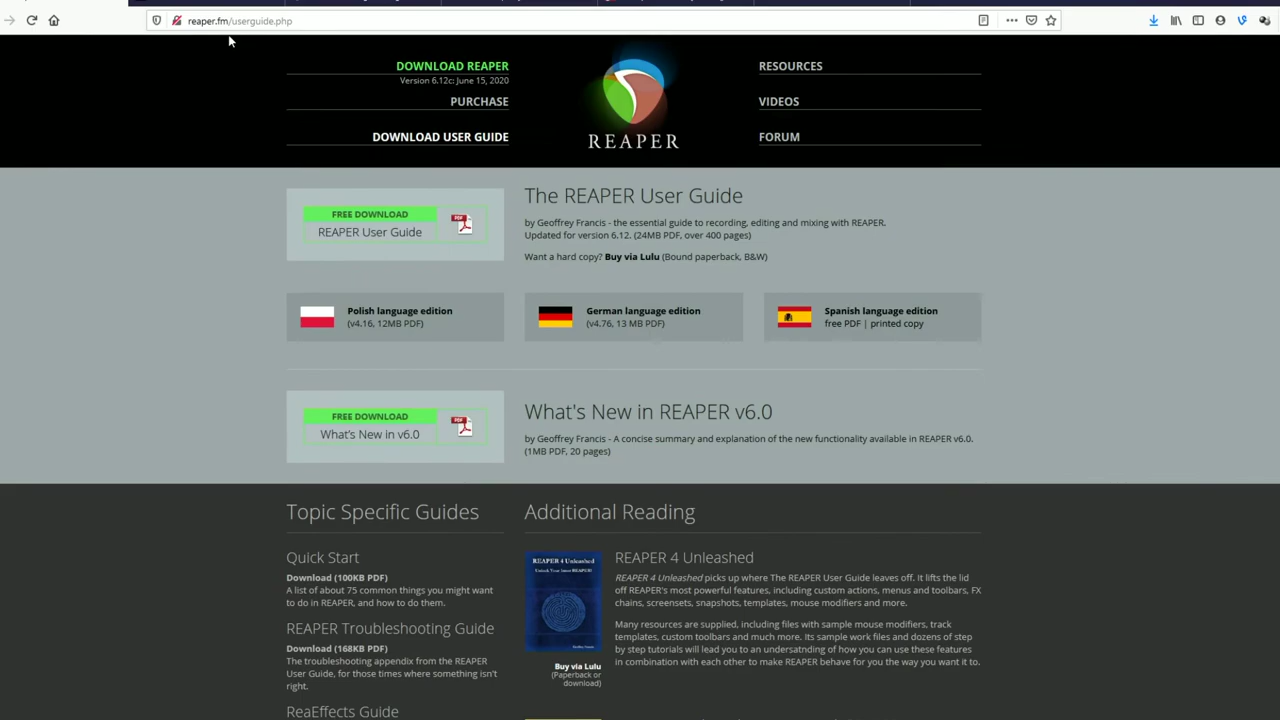 reaper.fm/userguide.php
DOWNLOAD REAPER
Version 6.12c: June 15, 2020
PURCHASE
DOWNLOAD USER GUIDE
REAPER
RESOURCES
VIDEOS
FORUM
FREE DOWNLOAD
REAPER User Guide
PDF
The REAPER User Guide
by Geoffrey Francis - the essential guide to recording, editing and mixing with REAPER.
Updated for version 6.12. (24MB PDF, over 400 pages)
Want a hard copy? Buy via Lulu (Bound paperback, B&W)
Polish language edition
(v4.16, 12MB PDF)
German language edition
(v4.76, 13 MB PDF)
Spanish language edition
free PDF | printed copy
FREE DOWNLOAD
What's New in v6.0
PDF
What's New in REAPER v6.0
by Geoffrey Francis - A concise summary and explanation of the new functionality available in REAPER v6.0.
(1MB PDF, 20 pages)
Topic Specific Guides
Quick Start
Download (100KB PDF)
A list of about 75 common things you might want
to do in REAPER, and how to do them.
REAPER Troubleshooting Guide
Download (168KB PDF)
The troubleshooting appendix from the REAPER
User Guide, for those times where something isn't
right.
ReaEffects Guide
Additional Reading
REAPER 4 Unleashed
Geoffrey Francis
Buy via Lulu
(Paperback or
download)
REAPER 4 Unleashed
REAPER 4 Unleashed picks up where The REAPER User Guide leaves off. It lifts the lid
off REAPER's most powerful features, including custom actions, menus and toolbars, FX
chains, screensets, snapshots, templates, mouse modifiers and more.
Many resources are supplied, including files with sample mouse modifiers, track
templates, custom toolbars and much more. Its sample work files and dozens of step
by step tutorials will lead you to an undersatndng of how you can use these features
in combination with each other to make REAPER behave for you the way you want it to.